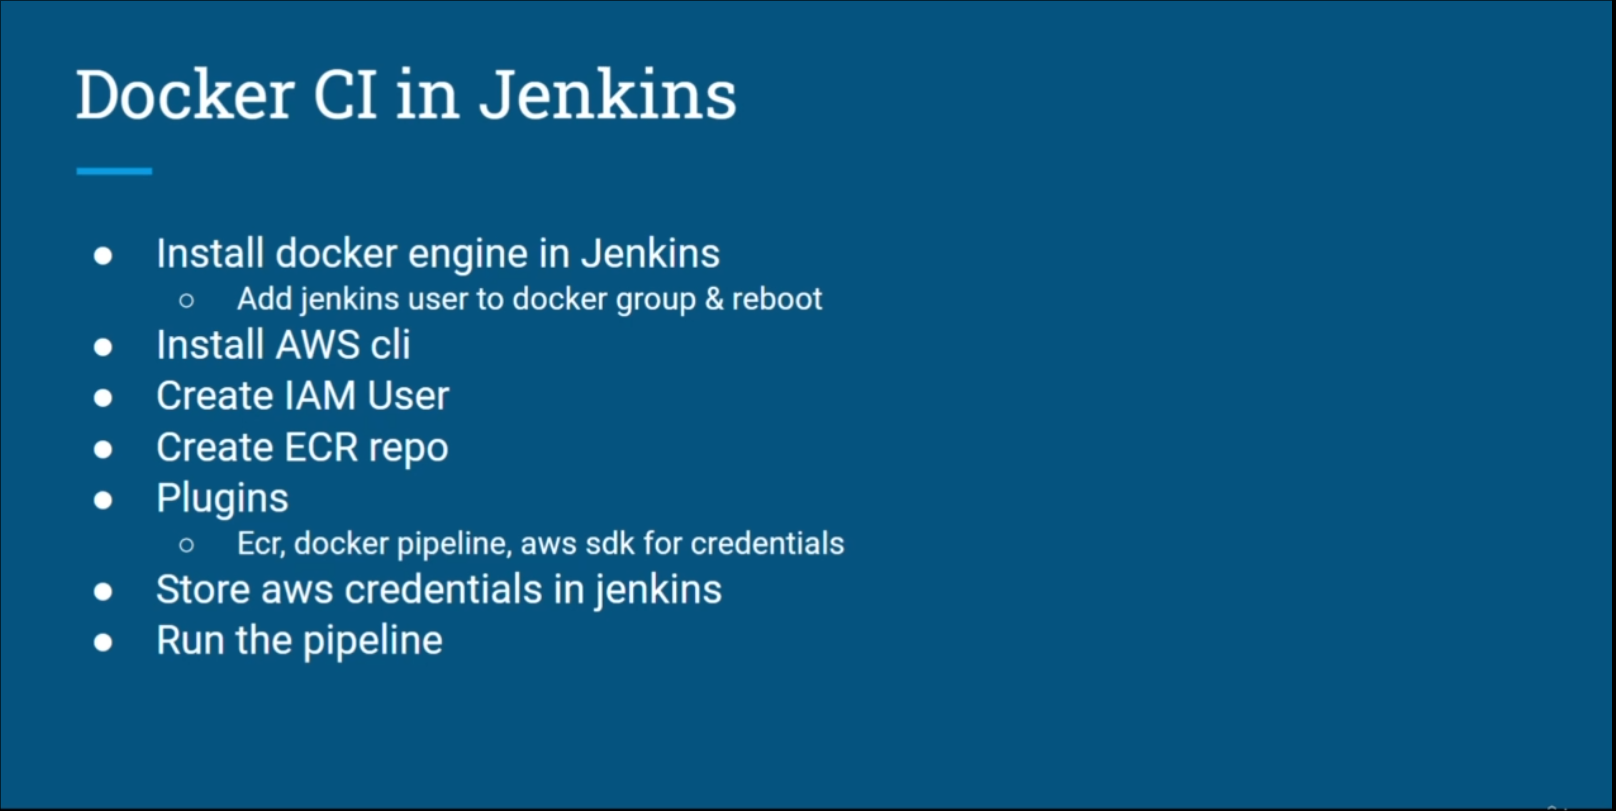 Docker CI in Jenkins
● Install docker engine in Jenkins
○ Add jenkins user to docker group & reboot
● Install AWS cli
● Create IAM User
● Create ECR repo
● Plugins
○ Ecr, docker pipeline, aws sdk for credentials
● Store aws credentials in jenkins
● Run the pipeline